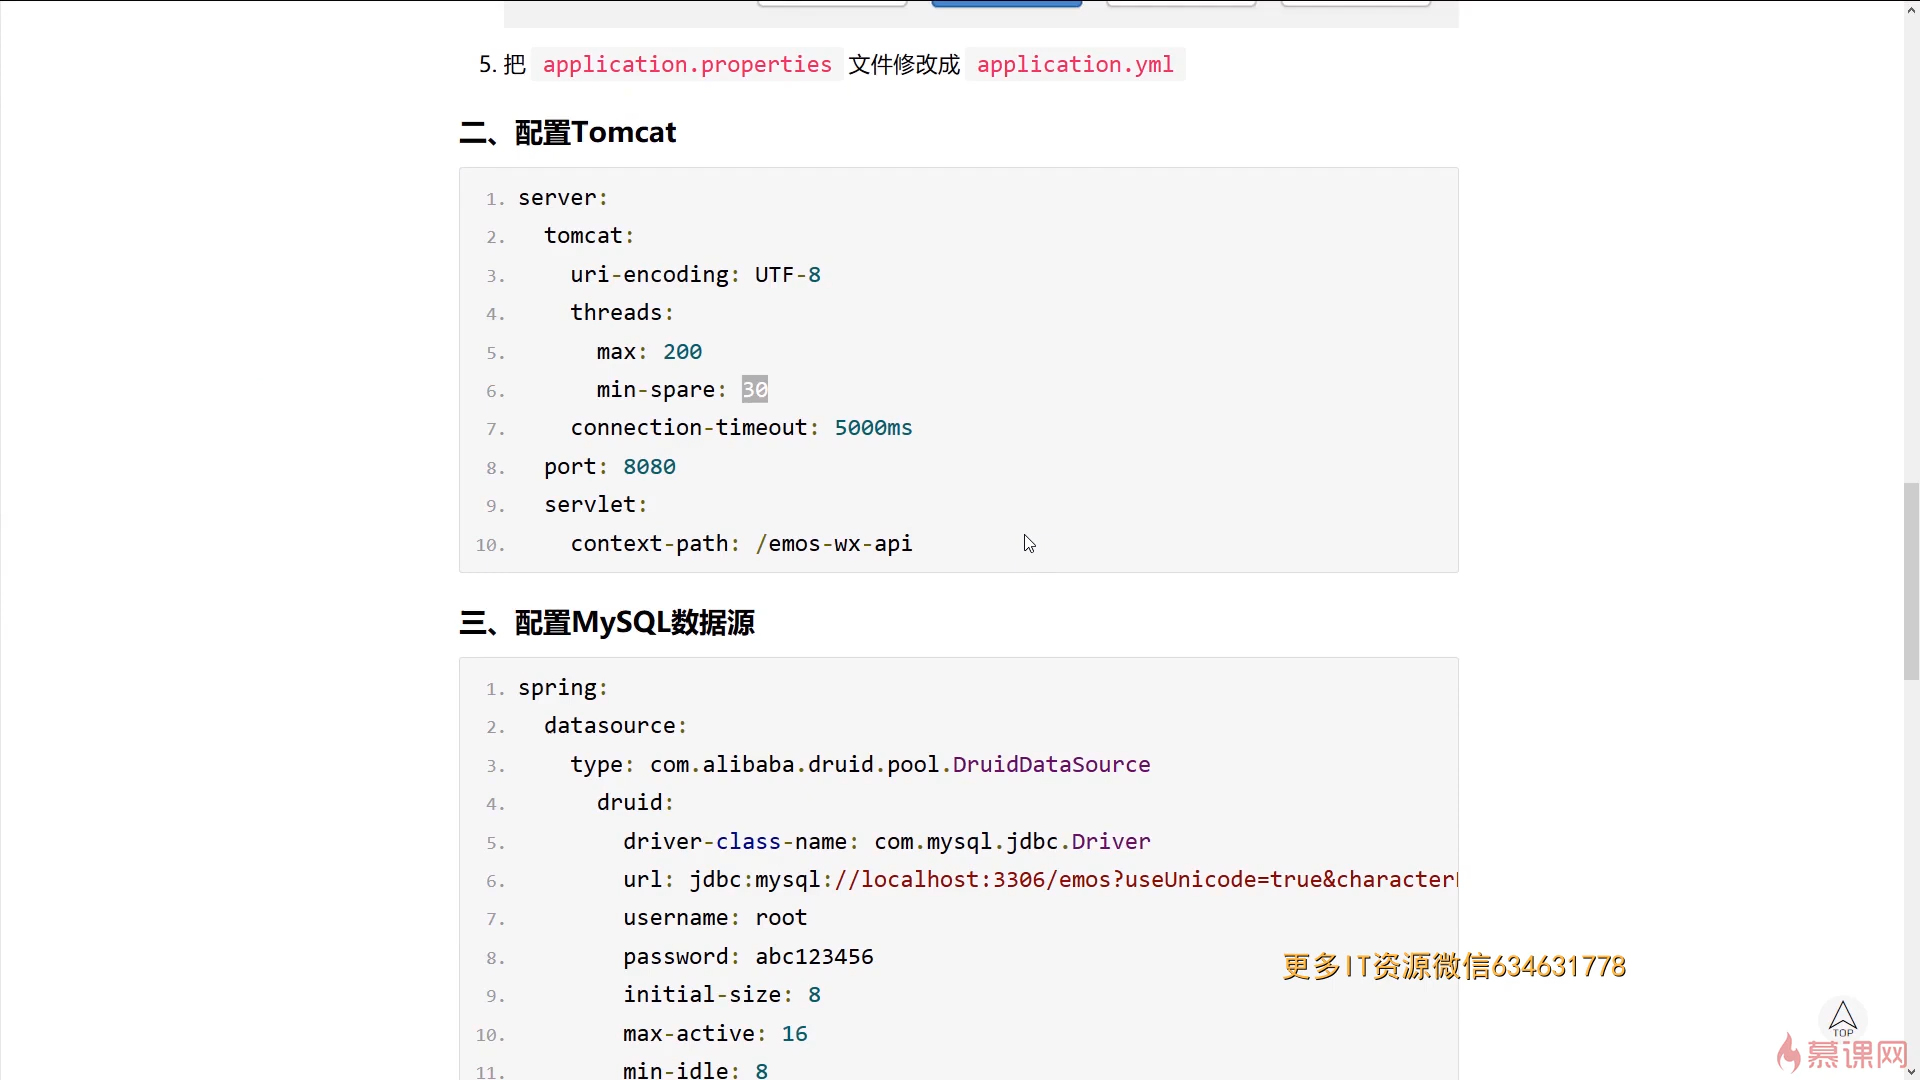 5. 把 application.properties 文件修改成 application.yml
二、配置Tomcat
1. server:
2. tomcat:
3. uri-encoding: UTF-8
4. threads:
5. max: 200
6. min-spare: 30
7. connection-timeout: 5000ms
8. port: 8080
9. servlet:
10. context-path: /emos-wx-api
三、配置MySQL数据源
1. spring:
2. datasource:
3. type: com.alibaba.druid.pool.DruidDataSource
4. druid:
5. driver-class-name: com.mysql.jdbc.Driver
6. url: jdbc:mysql://localhost:3306/emos?useUnicode=true&character
7. username: root
8. password: abc123456
9. initial-size: 8
10. max-active: 16
11. min-idle: 8
更多IT资源微信634631778
TOP
慕课网